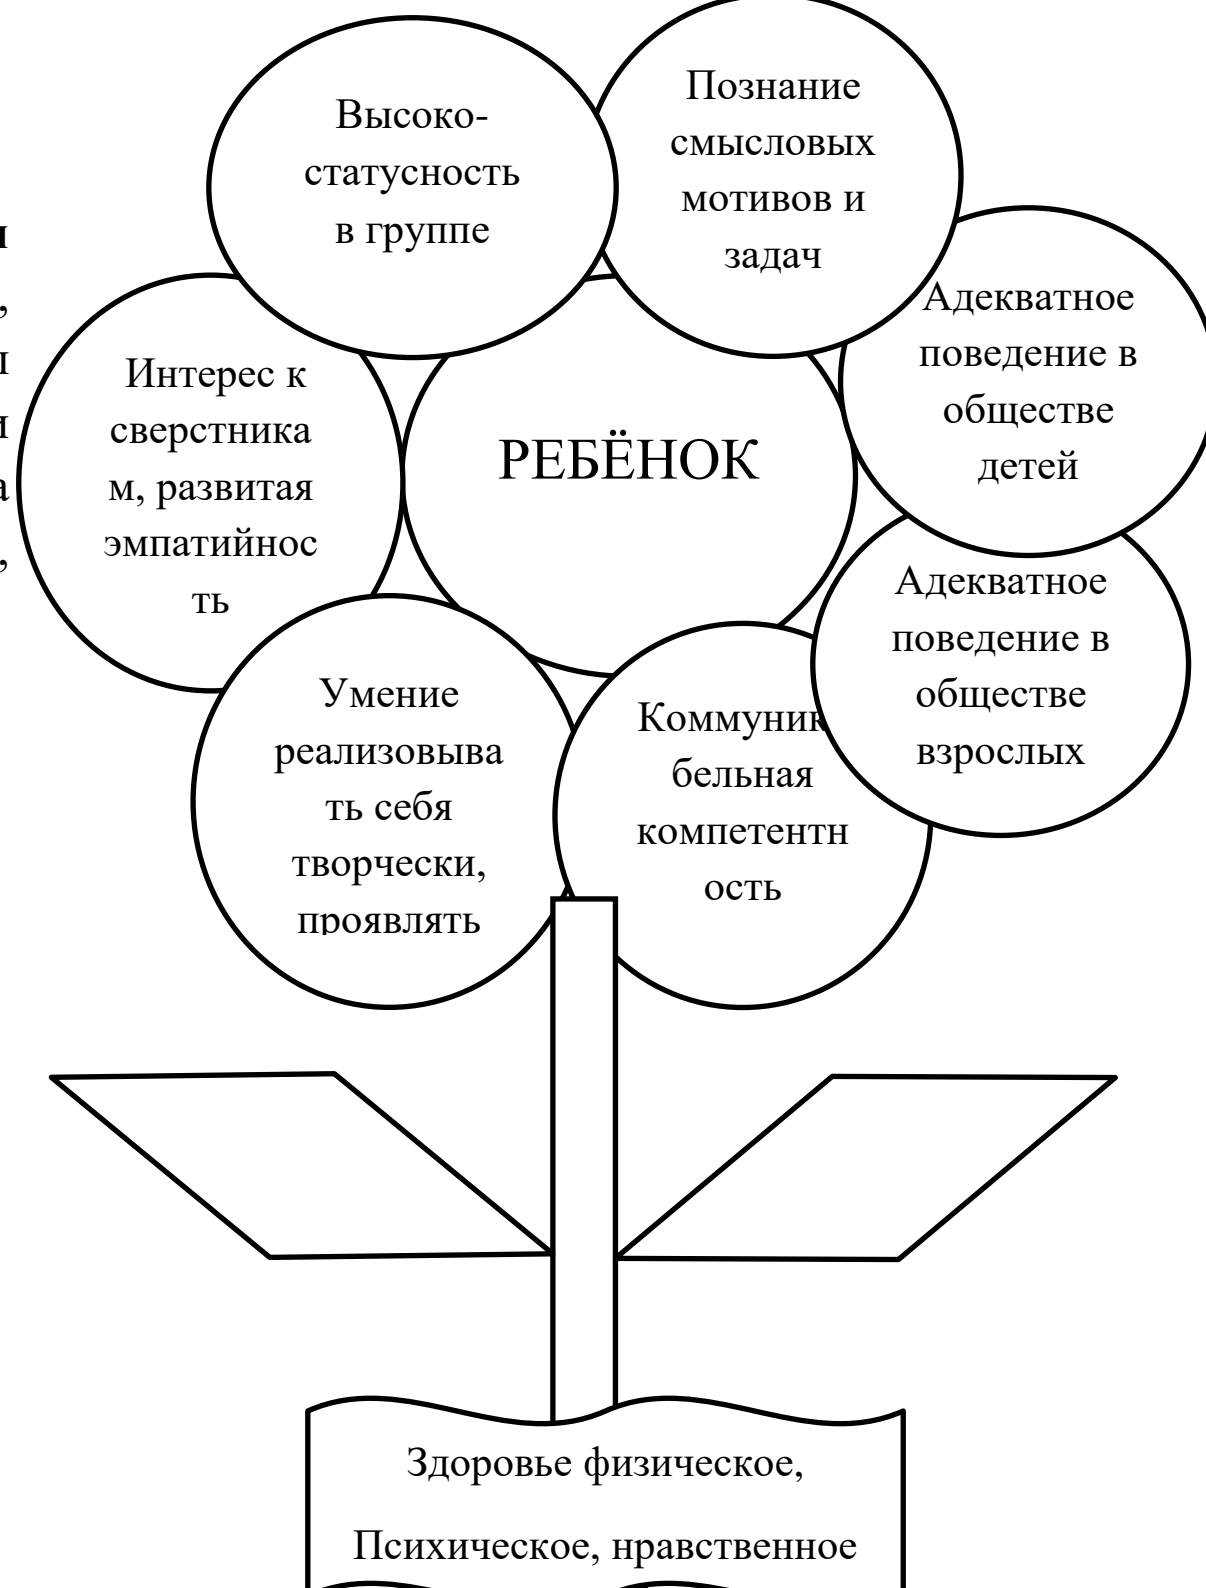 Высоко-
статусность
в группе
Познание
смысловых
мотивов и
задач
Адекватное
поведение в
обществе
детей
Интерес к
сверстника
м, развитая
эмпатийнос
ть
РЕБЁНОК
Адекватное
поведение в
обществе
взрослых
Умение
реализовыва
ть себя
творчески,
проявлять
Коммуник
бельная
компетентн
ость
Здоровье физическое,
Психическое, нравственное